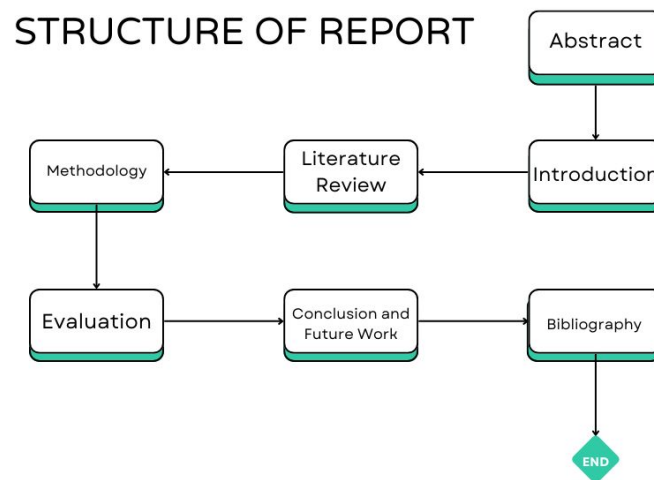 STRUCTURE OF REPORT
Abstract
Introduction
Literature
Review
Methodology
Evaluation
Conclusion and
Future Work
Bibliography
END